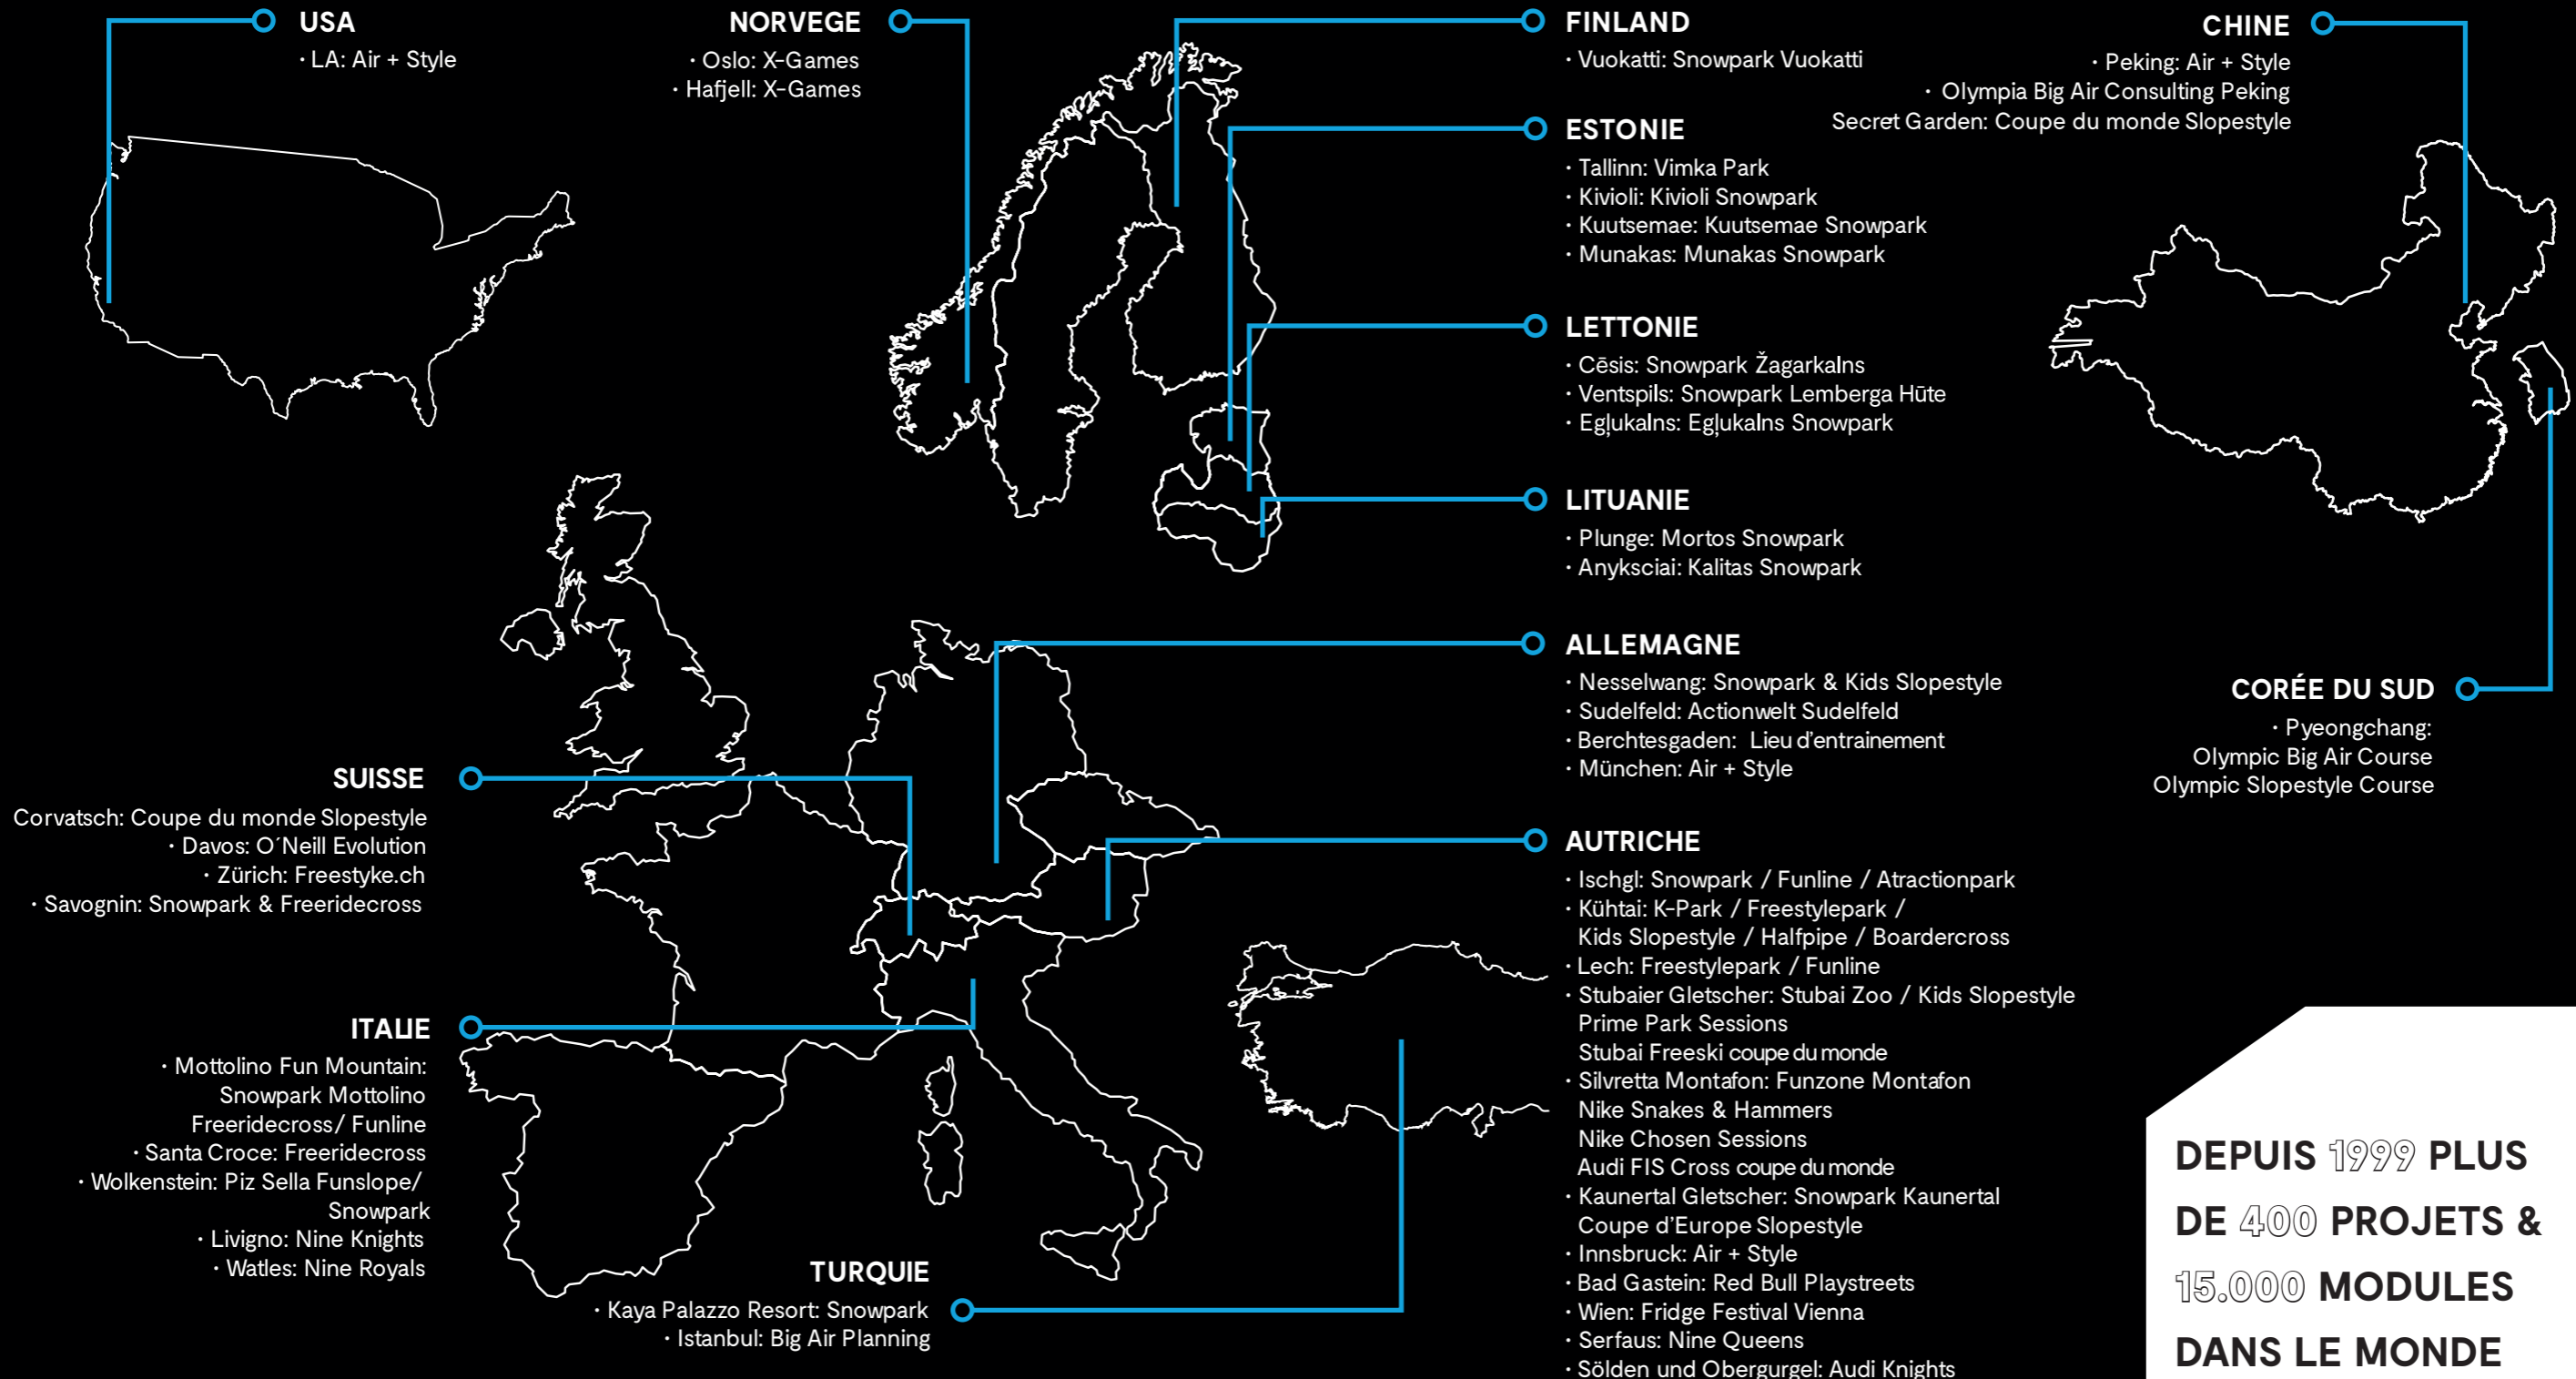 USA
· LA: Air + Style
NORVEGE
· Oslo: X-Games
· Hafjell: X-Games
FINLAND
· Vuokatti: Snowpark Vuokatti
CHINE
· Peking: Air + Style
· Olympia Big Air Consulting Peking
Secret Garden: Coupe du monde Slopestyle
ESTONIE
· Tallinn: Vimka Park
· Kivioli: Kivioli Snowpark
· Kuutsemae: Kuutsemae Snowpark
· Munakas: Munakas Snowpark
LETTONIE
· Cēsis: Snowpark Žagarkalns
· Ventspils: Snowpark Lemberga Hūte
· Egļukalns: Egļukalns Snowpark
LITUANIE
· Plunge: Mortos Snowpark
· Anyksciai: Kalitas Snowpark
ALLEMAGNE
· Nesselwang: Snowpark & Kids Slopestyle
· Sudelfeld: Actionwelt Sudelfeld
· Berchtesgaden: Lieu d'entrainement
· München: Air + Style
CORÉE DU SUD
· Pyeongchang:
Olympic Big Air Course
Olympic Slopestyle Course
SUISSE
Corvatsch: Coupe du monde Slopestyle
· Davos: O´Neill Evolution
· Zürich: Freestyke.ch
· Savognin: Snowpark & Freeridecross
AUTRICHE
· Ischgl: Snowpark / Funline / Atractionpark
· Kühtai: K-Park / Freestylepark /
Kids Slopestyle / Halfpipe / Boardercross
· Lech: Freestylepark / Funline
· Stubaier Gletscher: Stubai Zoo / Kids Slopestyle
Prime Park Sessions
Stubai Freeski coupe du monde
· Silvretta Montafon: Funzone Montafon
Nike Snakes & Hammers
Nike Chosen Sessions
Audi FIS Cross coupe du monde
· Kaunertal Gletscher: Snowpark Kaunertal
Coupe d'Europe Slopestyle
· Innsbruck: Air + Style
· Bad Gastein: Red Bull Playstreets
· Wien: Fridge Festival Vienna
· Serfaus: Nine Queens
· Sölden und Obergurgel: Audi Knights
ITALIE
· Mottolino Fun Mountain:
Snowpark Mottolino
Freeridecross/ Funline
· Santa Croce: Freeridecross
· Wolkenstein: Piz Sella Funslope/
Snowpark
· Livigno: Nine Knights
· Watles: Nine Royals
TURQUIE
· Kaya Palazzo Resort: Snowpark
· Istanbul: Big Air Planning
DEPUIS 1999 PLUS
DE 400 PROJETS &
15.000 MODULES
DANS LE MONDE